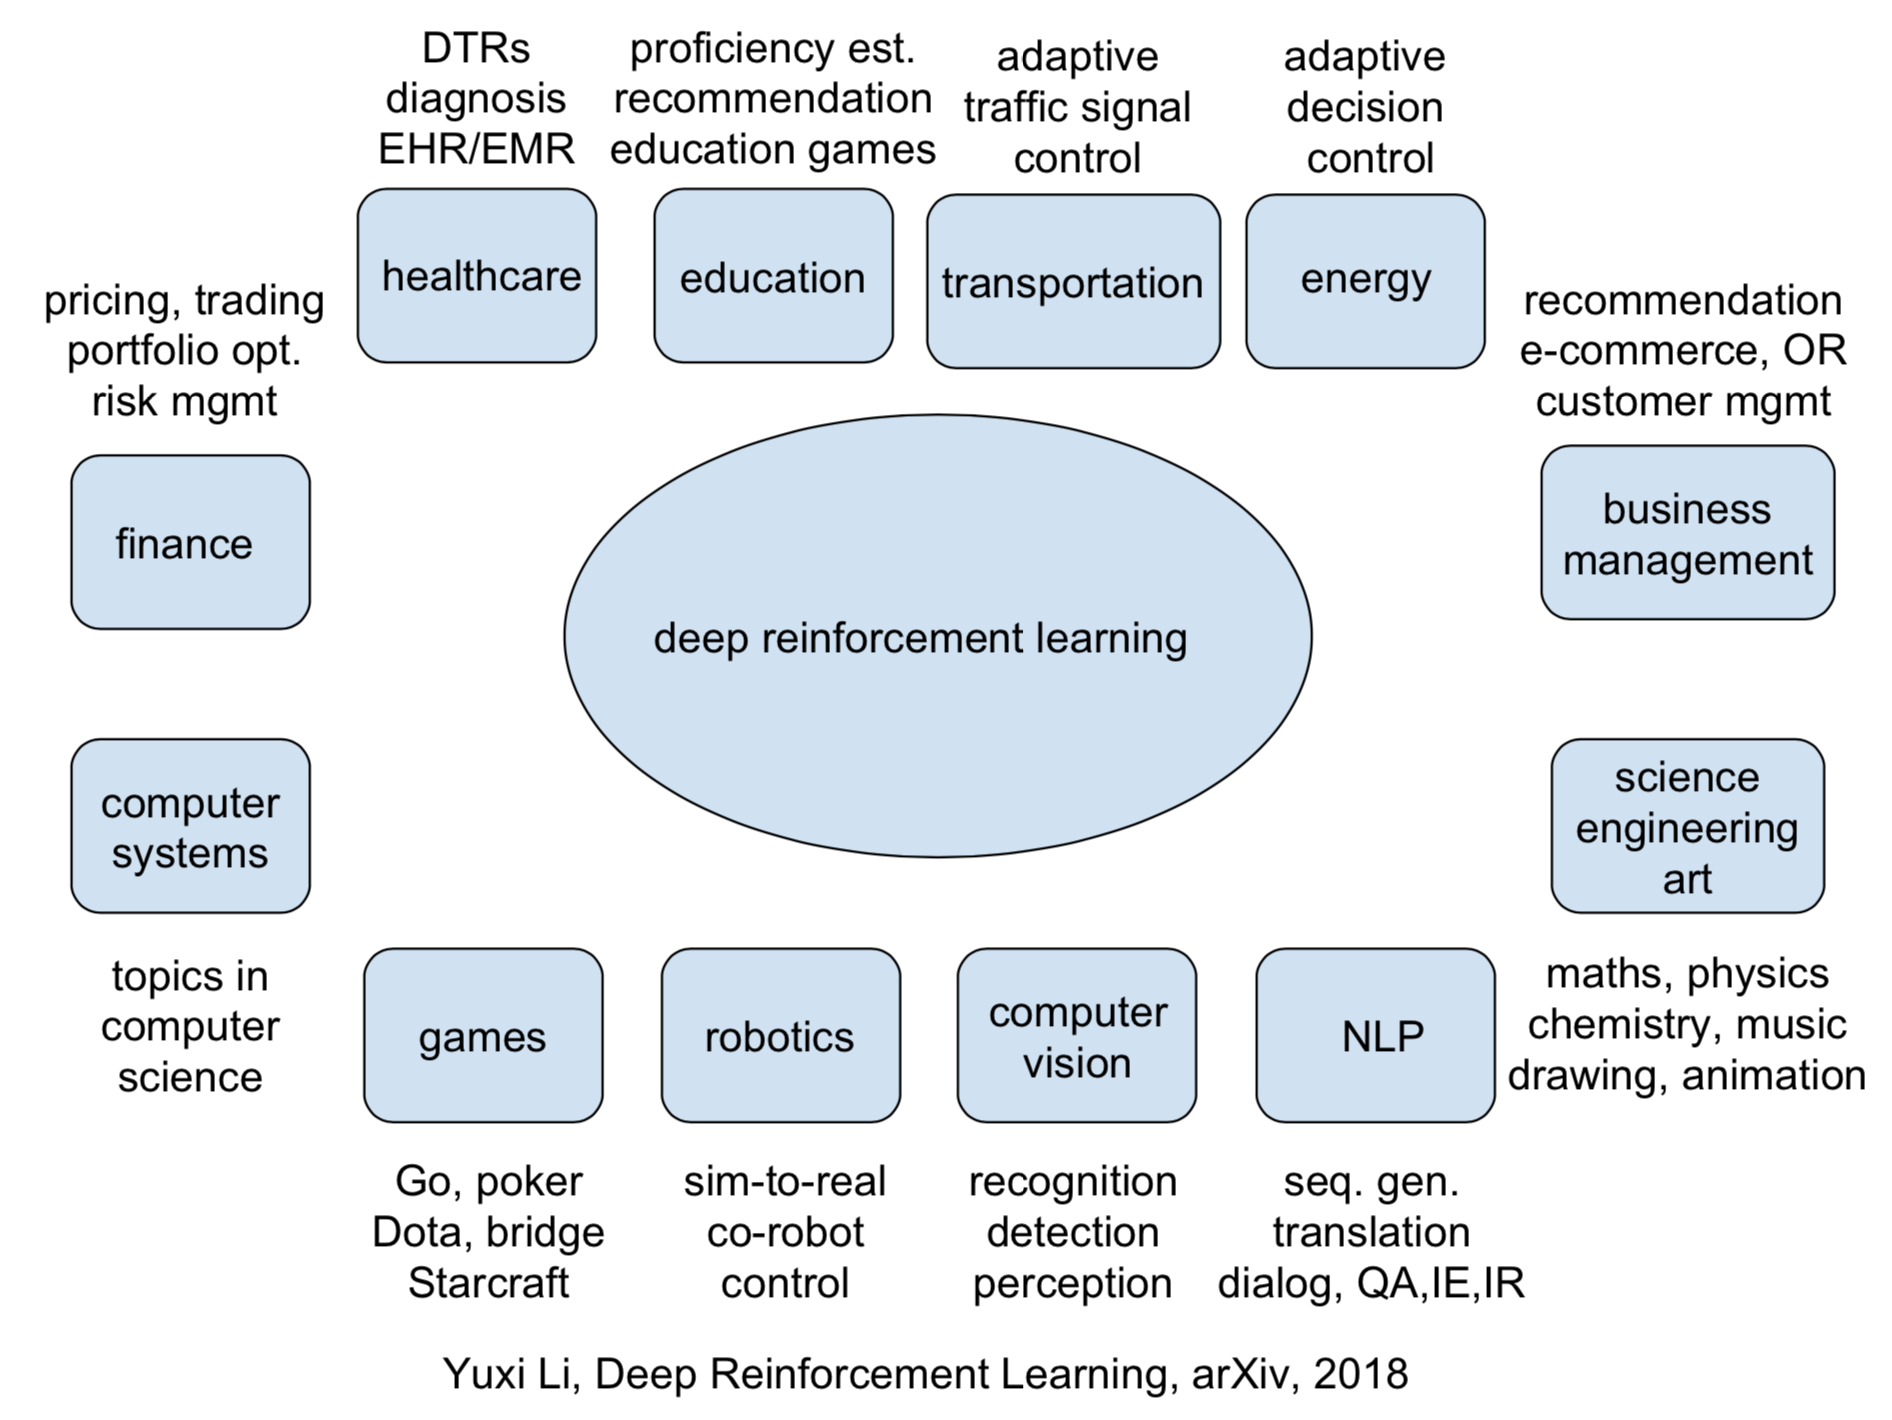 DTRs
diagnosis
EHR/EMR
healthcare
proficiency est.
recommendation
education games
education
adaptive
traffic signal
control
transportation
adaptive
decision
control
energy
pricing, trading
portfolio opt.
risk mgmt
finance
recommendation
e-commerce, OR
customer mgmt
business
management
deep reinforcement learning
computer
systems
topics in
computer
science
science
engineering
art
maths, physics
chemistry, music
drawing, animation
games
Go, poker
Dota, bridge
Starcraft
robotics
sim-to-real
co-robot
control
computer
vision
recognition
detection
perception
NLP
seq. gen.
translation
dialog, QA,IE,IR
Yuxi Li, Deep Reinforcement Learning, arXiv, 2018